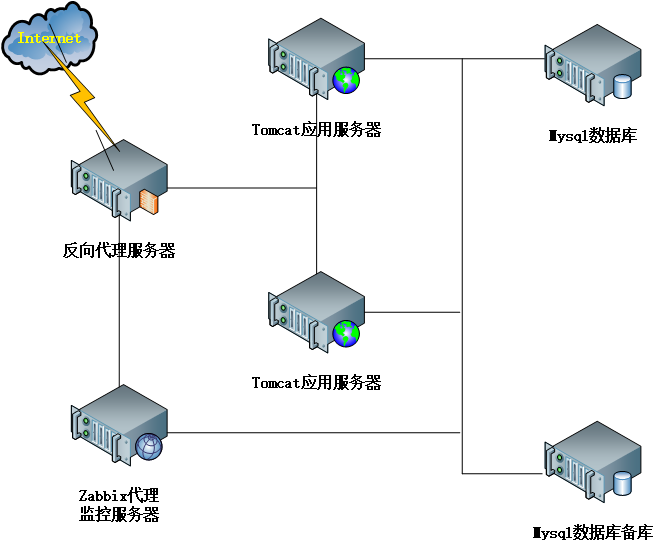 Internet
Tomcat应用服务器
Mysql数据库
反向代理服务器
Tomcat应用服务器
Zabbix代理
监控服务器
Mysql数据库备库